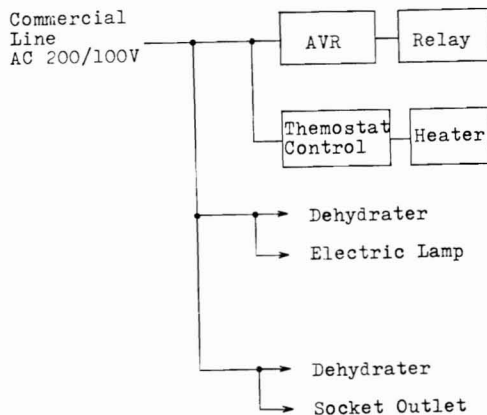 Commercial
Line
AC 200/100V
AVR
Relay
Themostat
Control
Heater
Dehydrater
Electric Lamp
Dehydrater
Socket Outlet